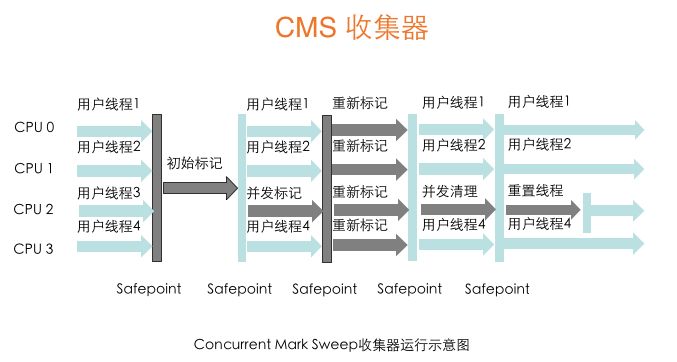 CMS 收集器
用户线程1 用户线程1 重新标记 用户线程1 用户线程1
CPU 0
用户线程2 用户线程2 重新标记 用户线程2 用户线程2
CPU 1 初始标记
用户线程3 并发标记 重新标记 并发清理 重置线程
CPU 2
用户线程4 用户线程4 重新标记 用户线程4 用户线程4
CPU 3
Safepoint Safepoint Safepoint Safepoint Safepoint
Concurrent Mark Sweep收集器运行示意图